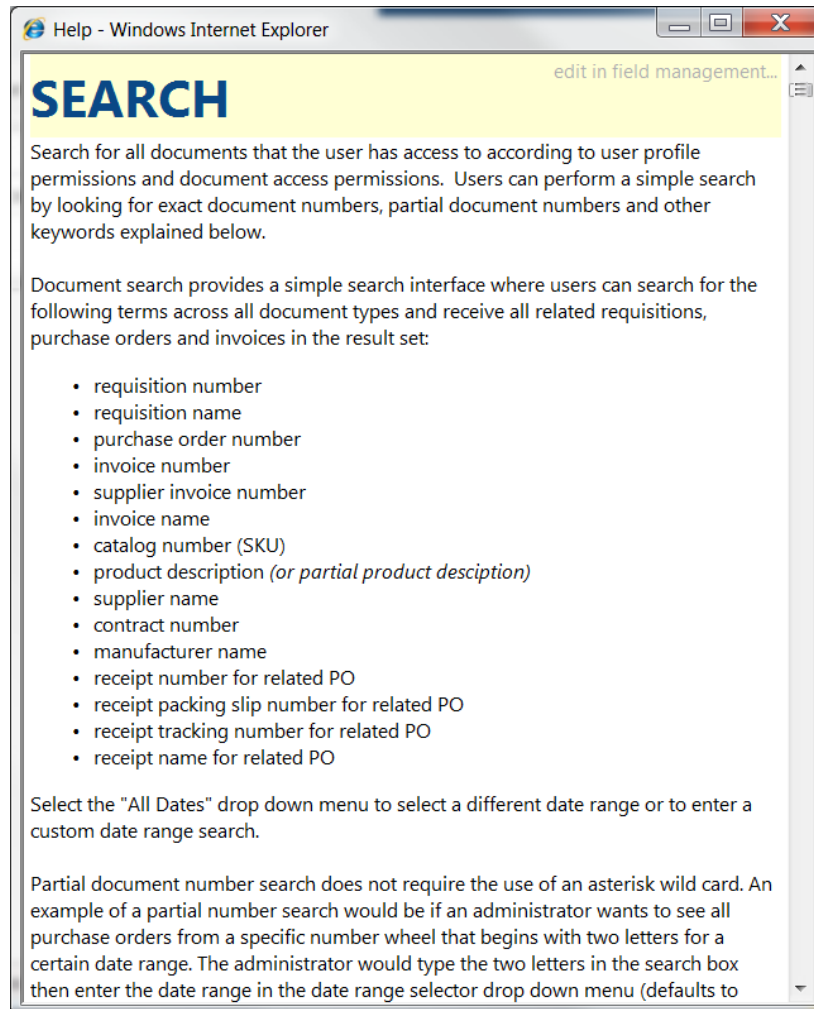 Help - Windows Internet Explorer
edit in field management...
SEARCH
Search for all documents that the user has access to according to user profile
permissions and document access permissions.  Users can perform a simple search
by looking for exact document numbers, partial document numbers and other
keywords explained below.
Document search provides a simple search interface where users can search for the
following terms across all document types and receive all related requisitions,
purchase orders and invoices in the result set:
• requisition number
• requisition name
• purchase order number
• invoice number
• supplier invoice number
• invoice name
• catalog number (SKU)
• product description (or partial product desciption)
• supplier name
• contract number
• manufacturer name
• receipt number for related PO
• receipt packing slip number for related PO
• receipt tracking number for related PO
• receipt name for related PO
Select the "All Dates" drop down menu to select a different date range or to enter a
custom date range search.
Partial document number search does not require the use of an asterisk wild card. An
example of a partial number search would be if an administrator wants to see all
purchase orders from a specific number wheel that begins with two letters for a
certain date range. The administrator would type the two letters in the search box
then enter the date range in the date range selector drop down menu (defaults to